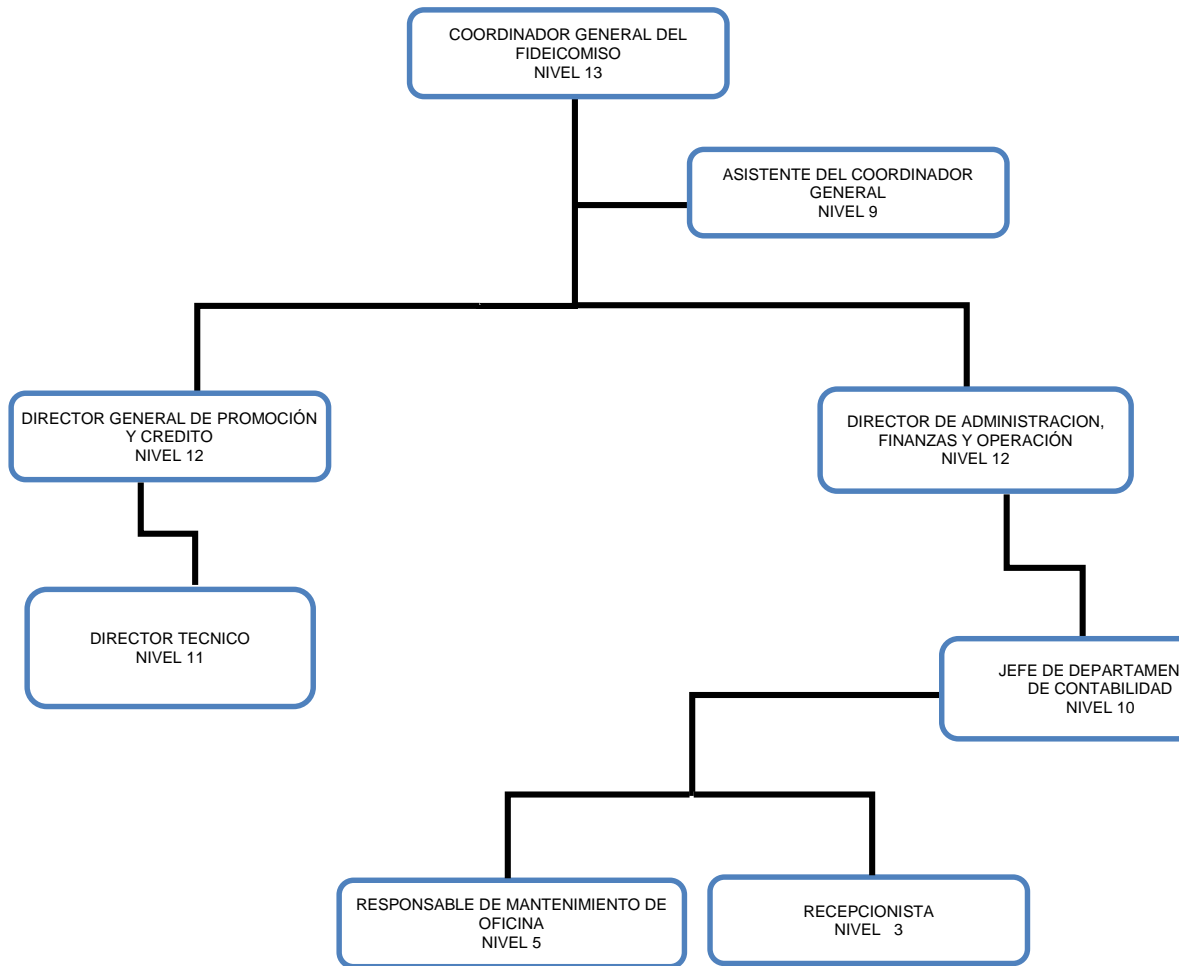 COORDINADOR GENERAL DEL
FIDEICOMISO
NIVEL 13
ASISTENTE DEL COORDINADOR
GENERAL
NIVEL 9
DIRECTOR GENERAL DE PROMOCIÓN
Y CREDITO
NIVEL 12
DIRECTOR DE ADMINISTRACION,
FINANZAS Y OPERACIÓN
NIVEL 12
DIRECTOR TECNICO
NIVEL 11
JEFE DE DEPARTAMEN
DE CONTABILIDAD
NIVEL 10
RESPONSABLE DE MANTENIMIENTO DE
OFICINA
NIVEL 5
RECEPCIONISTA
NIVEL 3